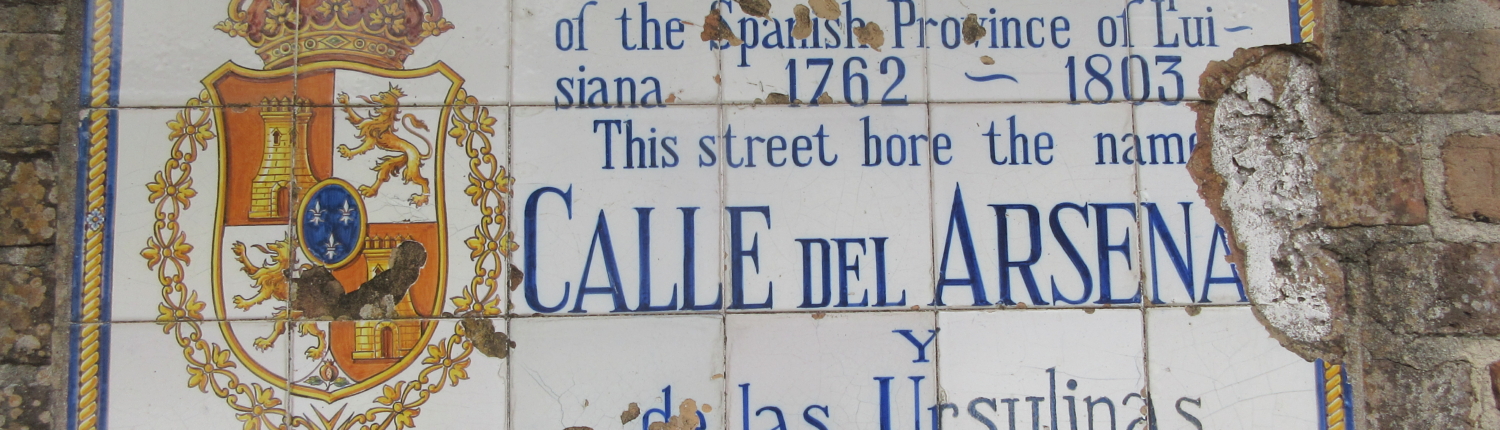 of the Spanish Province of Lui~
siana 1762 ~ 1803
This street bore the name
CALLE DEL ARSENA
Y
de las Ursulinas